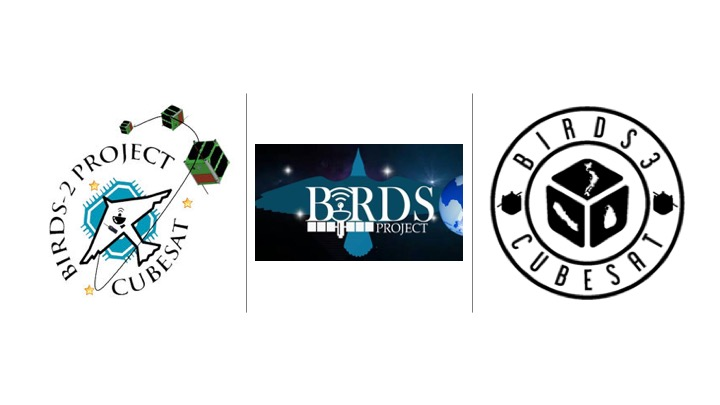 BIRDS-2 PROJECT
CUBESAT
BIRDS
PROJECT
BIRDS3
CUBESAT